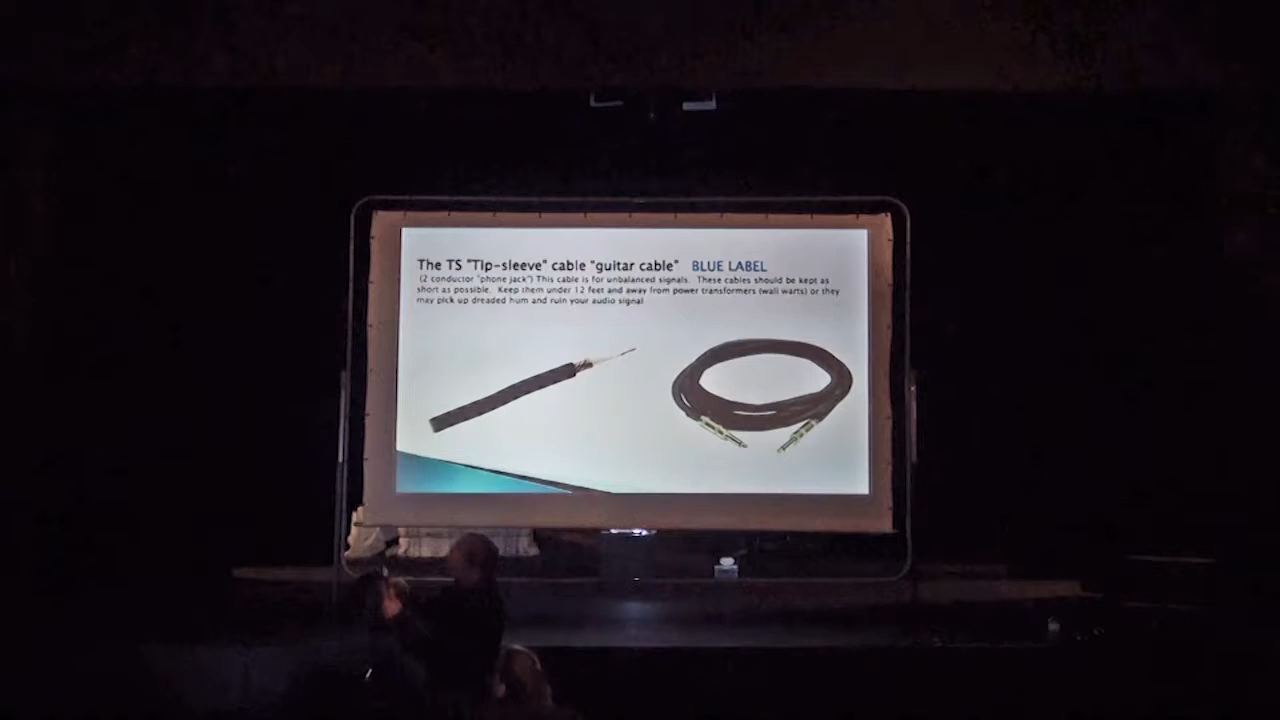 The TS "Tip-sleeve" cable "guitar cable" BLUE LABEL
(2 conductor "phone jack") This cable is for unbalanced signals. These cables should be kept as
short as possible. Keep them under 12 feet and away from power transformers (wall warts) or they
may pick up dreaded hum and ruin your audio signal